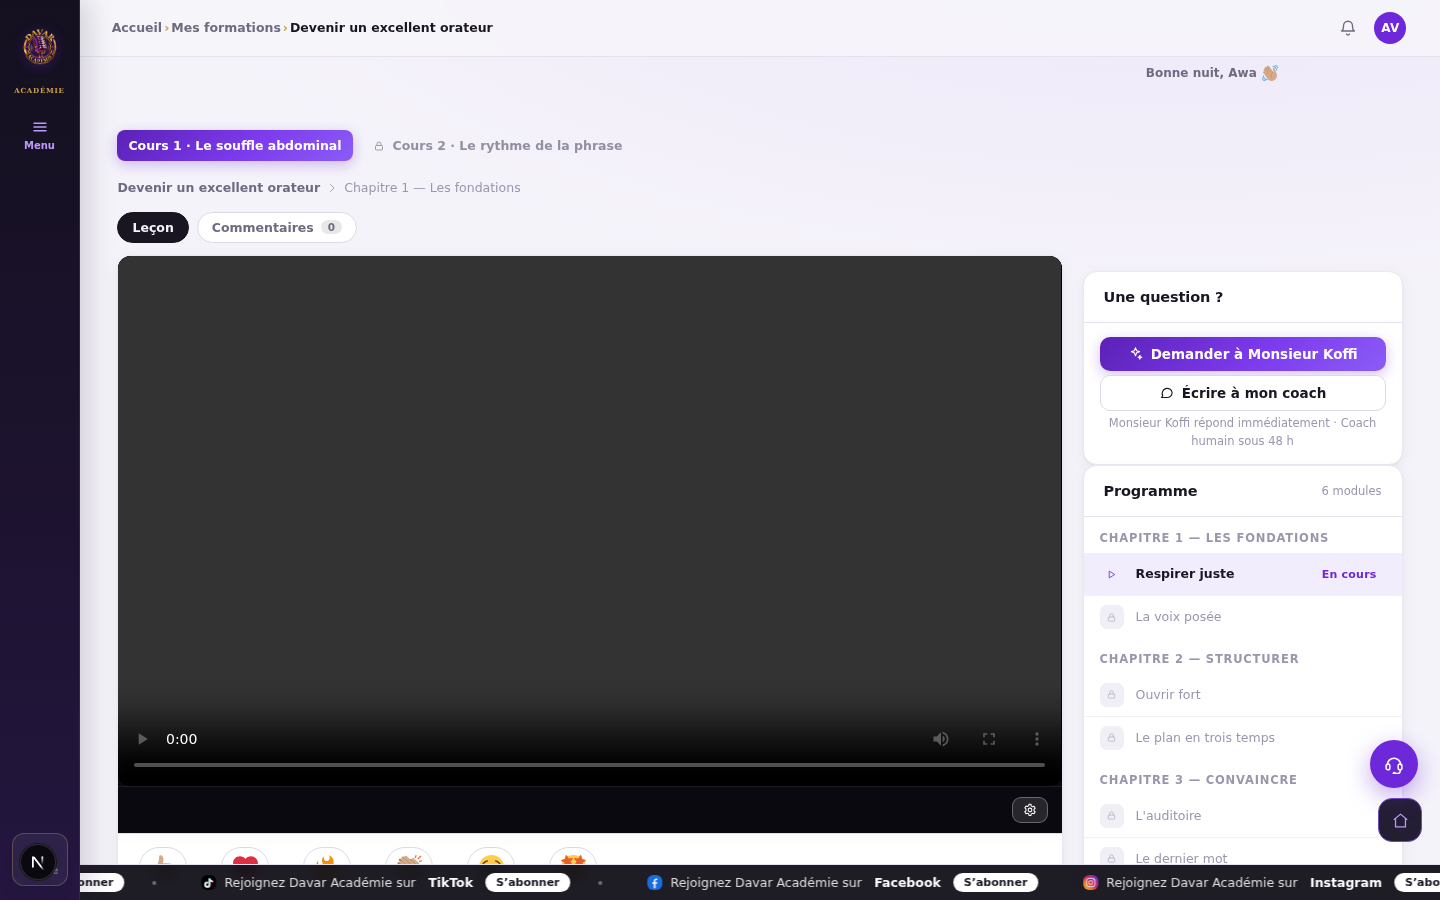 Accueil › Mes formations › Devenir un excellent orateur
AV
Bonne nuit, Awa
ACADÉMIE
Menu
Cours 1 · Le souffle abdominal
Cours 2 · Le rythme de la phrase
Devenir un excellent orateur > Chapitre 1 — Les fondations
Leçon
Commentaires 0
0:00
Une question ?
Demander à Monsieur Koffi
Écrire à mon coach
Monsieur Koffi répond immédiatement · Coach
humain sous 48 h
Programme
6 modules
CHAPITRE 1 — LES FONDATIONS
Respirer juste
En cours
La voix posée
CHAPITRE 2 — STRUCTURER
Ouvrir fort
Le plan en trois temps
CHAPITRE 3 — CONVAINCRE
L'auditoire
Le dernier mot
N
onner • Rejoignez Davar Académie sur TikTok S’abonner • Rejoignez Davar Académie sur Facebook S’abonner Rejoignez Davar Académie sur Instagram S’abo